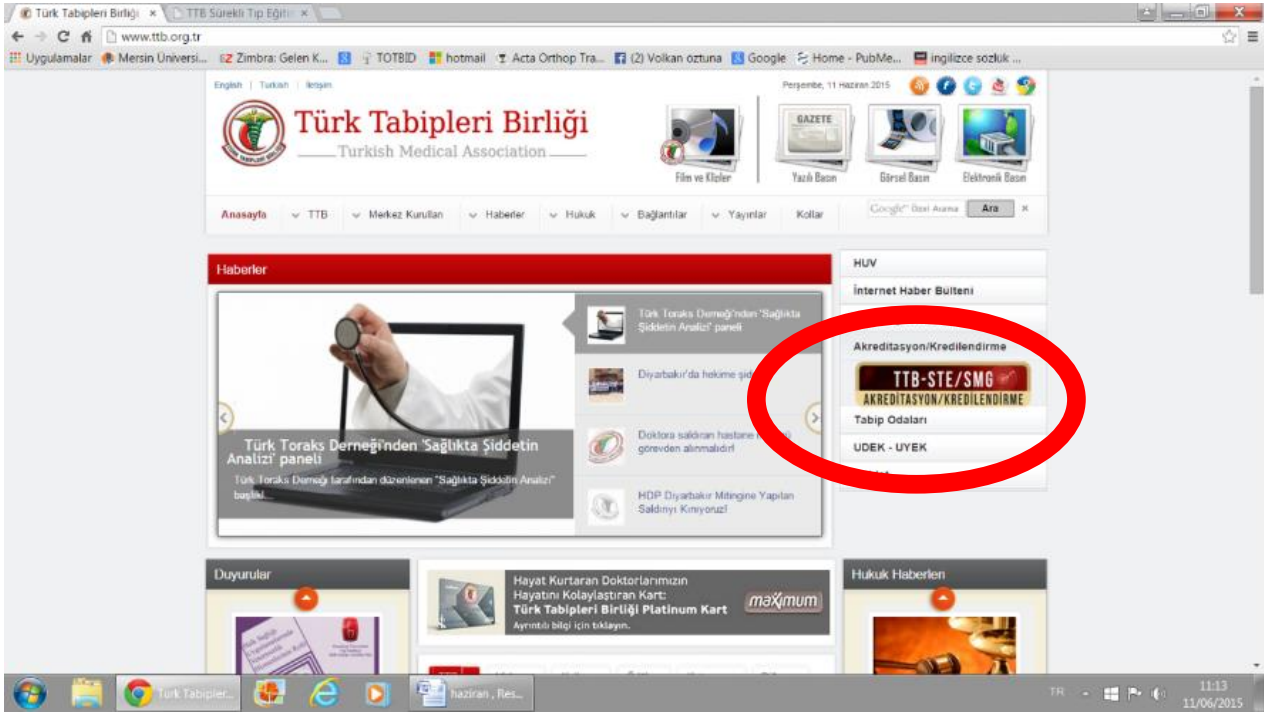 Türk Tabipleri Birliği
TTB Sürekli Tıp Eğiti
www.ttb.org.tr
Uygulamalar
Mersin Üniversi...
Zimbra: Gelen K...
TOTBİD
hotmail
Acta Orthop Tra...
(2) Volkan oztuna
Google
Home - PubMe...
ingilizce sozluk ...
English | Turkish | İletişim
Perşembe, 11 Haziran 2015
Türk Tabipleri Birliği
Turkish Medical Association
GAZETE
Film ve Klipler
Yazılı Basın
Görsel Basın
Elektronik Basın
Anasayfa
TTB
Merkez Kurulları
Haberler
Hukuk
Bağlantılar
Yayınlar
Kollar
Google Özel Arama
Ara
Haberler
HUV
İnternet Haber Bülteni
Akreditasyon/Kredilendirme
TTB-STE/SMG
AKREDİTASYON/KREDİLENDİRME
Tabip Odaları
UDEK - UYEK
Türk Toraks Derneği'nden 'Sağlıkta
Şiddetin Analizi' paneli
Diyarbakır'da hekime
Doktora saldıran hastane
görevden alınmalıdır!
HDP Diyarbakır Mitingine Yapılan
Saldırıyı Kınıyoruz!
Türk Toraks Derneği'nden 'Sağlıkta Şiddetin
Analizi' paneli
Türk Toraks Derneği tarafından düzenlenen "Sağlıkta Şiddetin Analizi"
Duyurular
Hayat Kurtaran Doktorlarımızın
Hayatını Kolaylaştıran Kart:
Türk Tabipleri Birliği Platinum Kart
Ayrıntılı bilgi için tıklayın.
maximum
Hukuk Haberleri
Türk Tabipler...
haziran , Res...
TR
11:13
11/06/2015